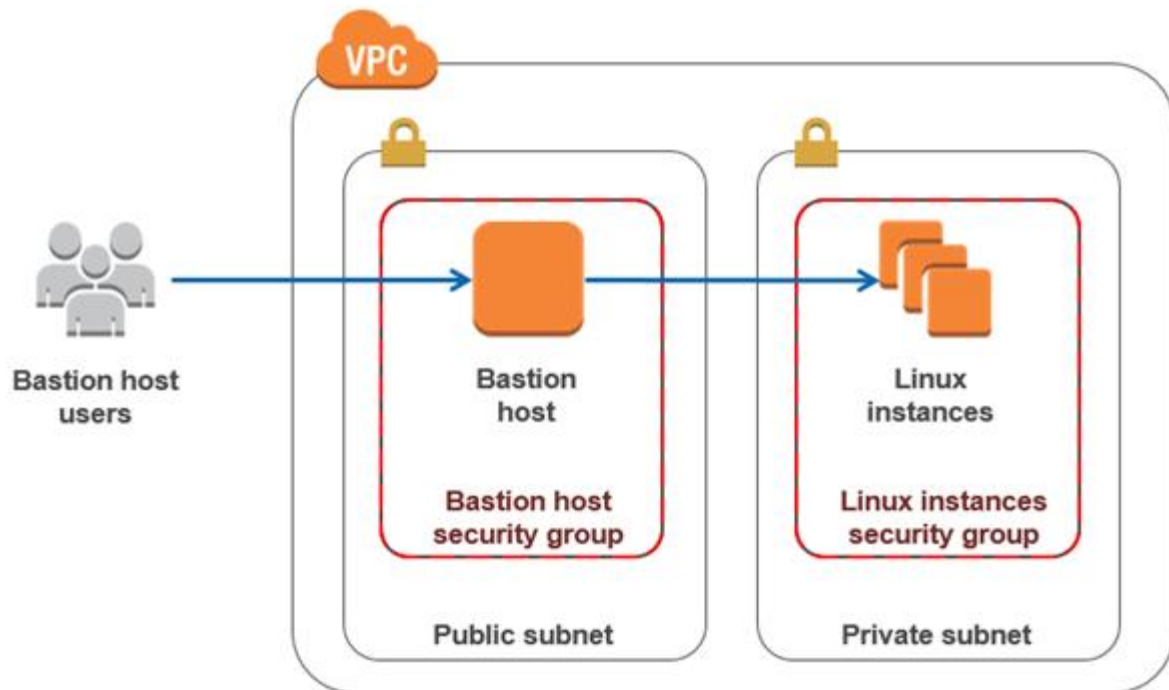 VPC
Bastion host
users
Bastion
host
Bastion host
security group
Public subnet
Linux
instances
Linux instances
security group
Private subnet